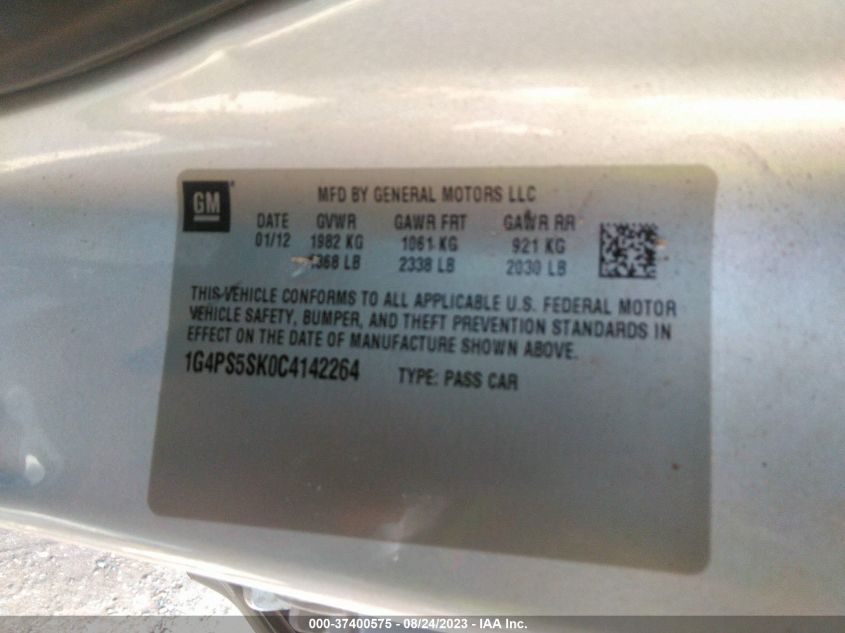 GM
MFD BY GENERAL MOTORS LLC
DATE GVWR GAWR FRT GAWR RR
01/12 1982 KG 1061 KG 921 KG
368 LB 2338 LB 2030 LB
THIS VEHICLE CONFORMS TO ALL APPLICABLE U.S. FEDERAL MOTOR
VEHICLE SAFETY, BUMPER, AND THEFT PREVENTION STANDARDS IN
EFFECT ON THE DATE OF MANUFACTURE SHOWN ABOVE.
1G4PS5SK0C4142264 TYPE: PASS CAR
000-37400575 - 08/24/2023 - IAA Inc.